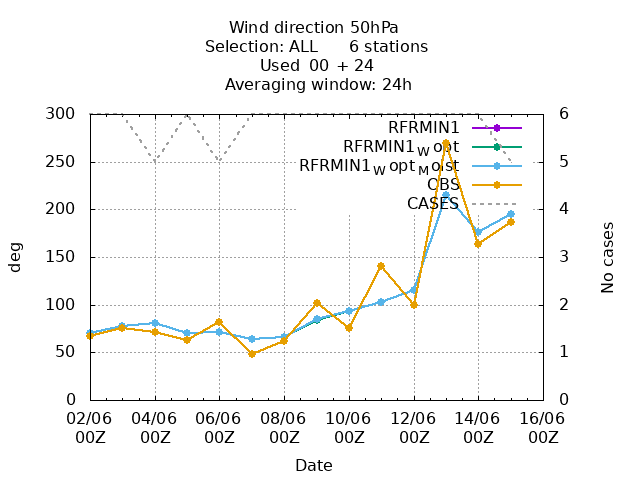 Wind direction 50hPa
Selection: ALL      6 stations
Used  00  + 24
Averaging window: 24h
RFRMIN1
RFRMIN1_W opt
RFRMIN1_W opt_M oist
OBS
CASES
300
250
200
150
100
50
0
6
5
4
3
2
1
0
deg
No cases
02/06 04/06 06/06 08/06 10/06 12/06 14/06 16/06
00Z 00Z 00Z 00Z 00Z 00Z 00Z 00Z
Date